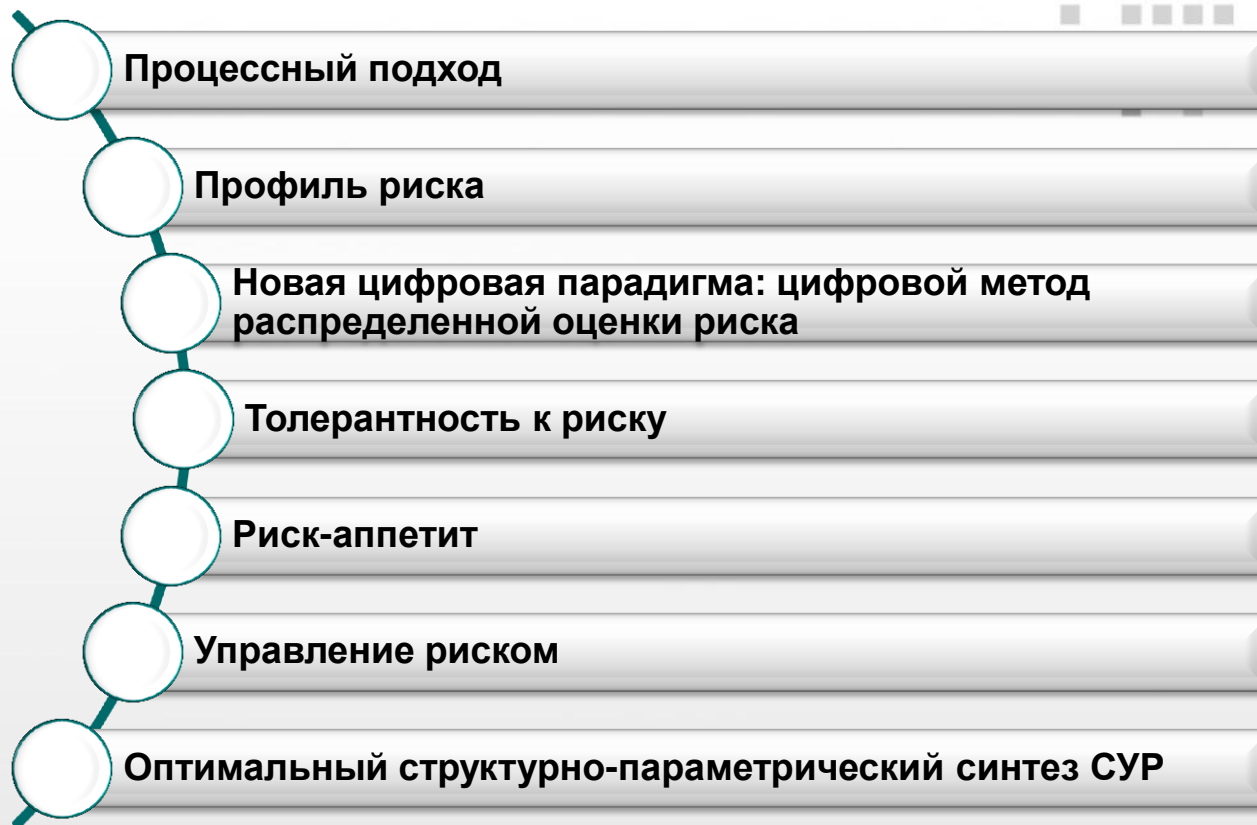 Процессный подход
Профиль риска
Новая цифровая парадигма: цифровой метод
распределенной оценки риска
Толерантность к риску
Риск-аппетит
Управление риском
Оптимальный структурно-параметрический синтез СУР